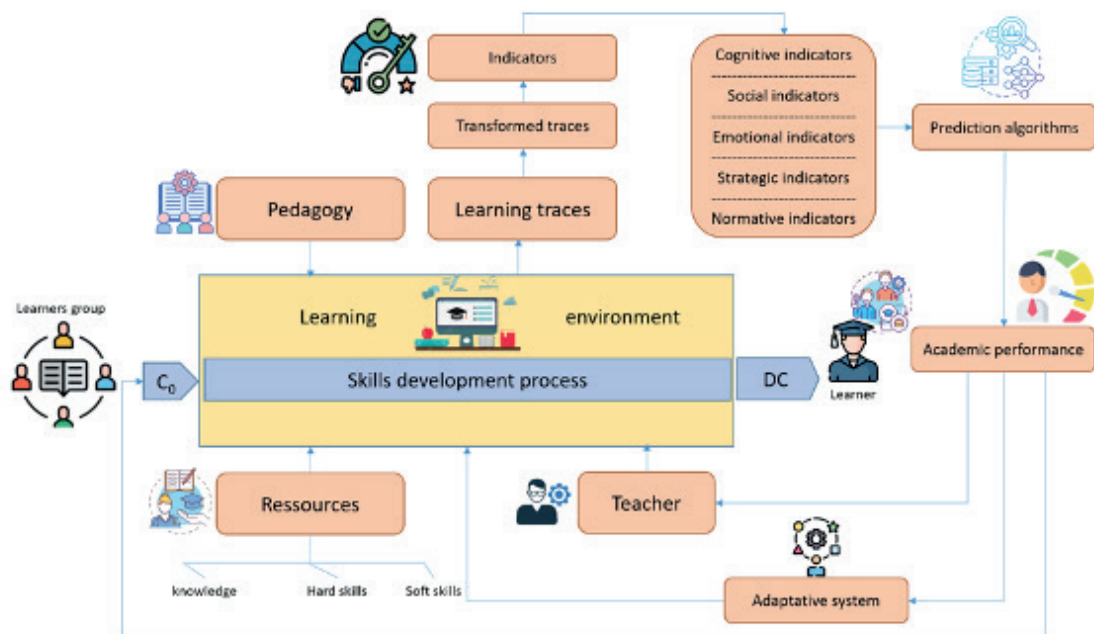 Indicators
Cognitive indicators
Social indicators
Emotional indicators
Strategic indicators
Normative indicators
Transformed traces
Prediction algorithms
Pedagogy
Learning traces
Learners group
Learning environment
Academic performance
C₀
Skills development process
DC
Learner
Ressources
Teacher
knowledge
Hard skills
Soft skills
Adaptative system